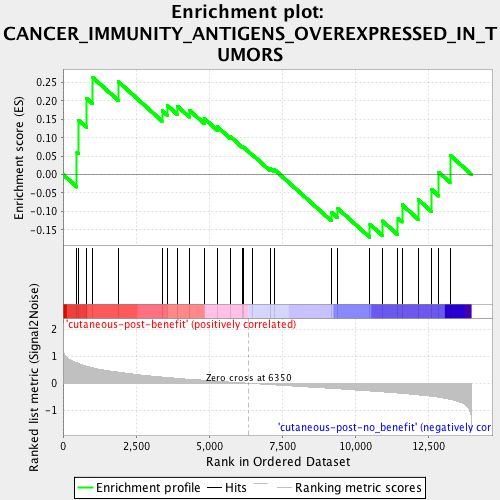 Enrichment plot:
CANCER_IMMUNITY_ANTIGENS_OVEREXPRESSED_IN_T
UMORS
Enrichment score (ES)
0.25
0.20
0.15
0.10
0.05
0.00
-0.05
-0.10
-0.15
'cutaneous-post-benefit' (positively correlated)
Ranked list metric (Signal2Noise)
2
1
0
-1
Zero cross at 6350
'cutaneous-post-no_benefit' (negatively cor
0
2,500
5,000
7,500
10,000
12,500
Rank in Ordered Dataset
Enrichment profile
Hits
Ranking metric scores